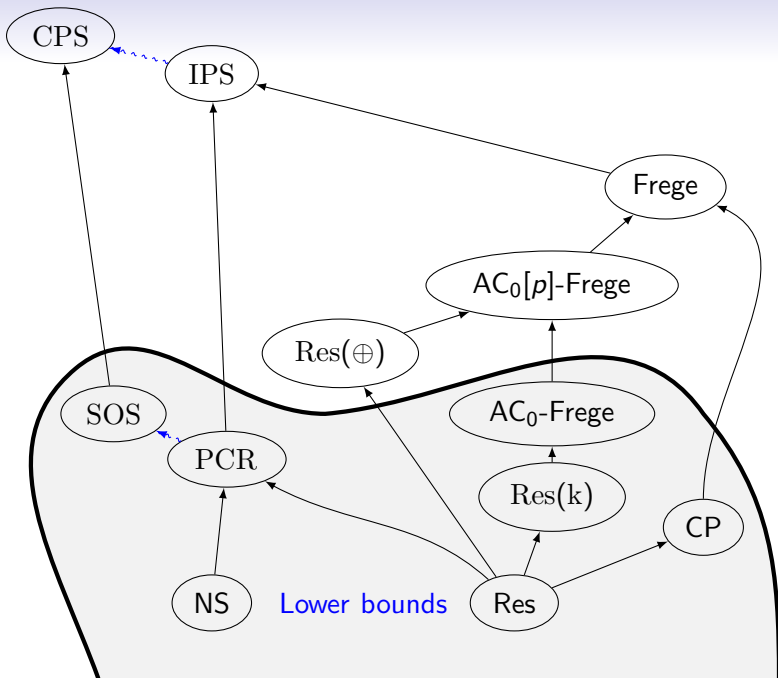 CPS
IPS
Frege
AC₀[p]-Frege
Res(⊕)
SOS
AC₀-Frege
PCR
Res(k)
CP
NS
Lower bounds
Res